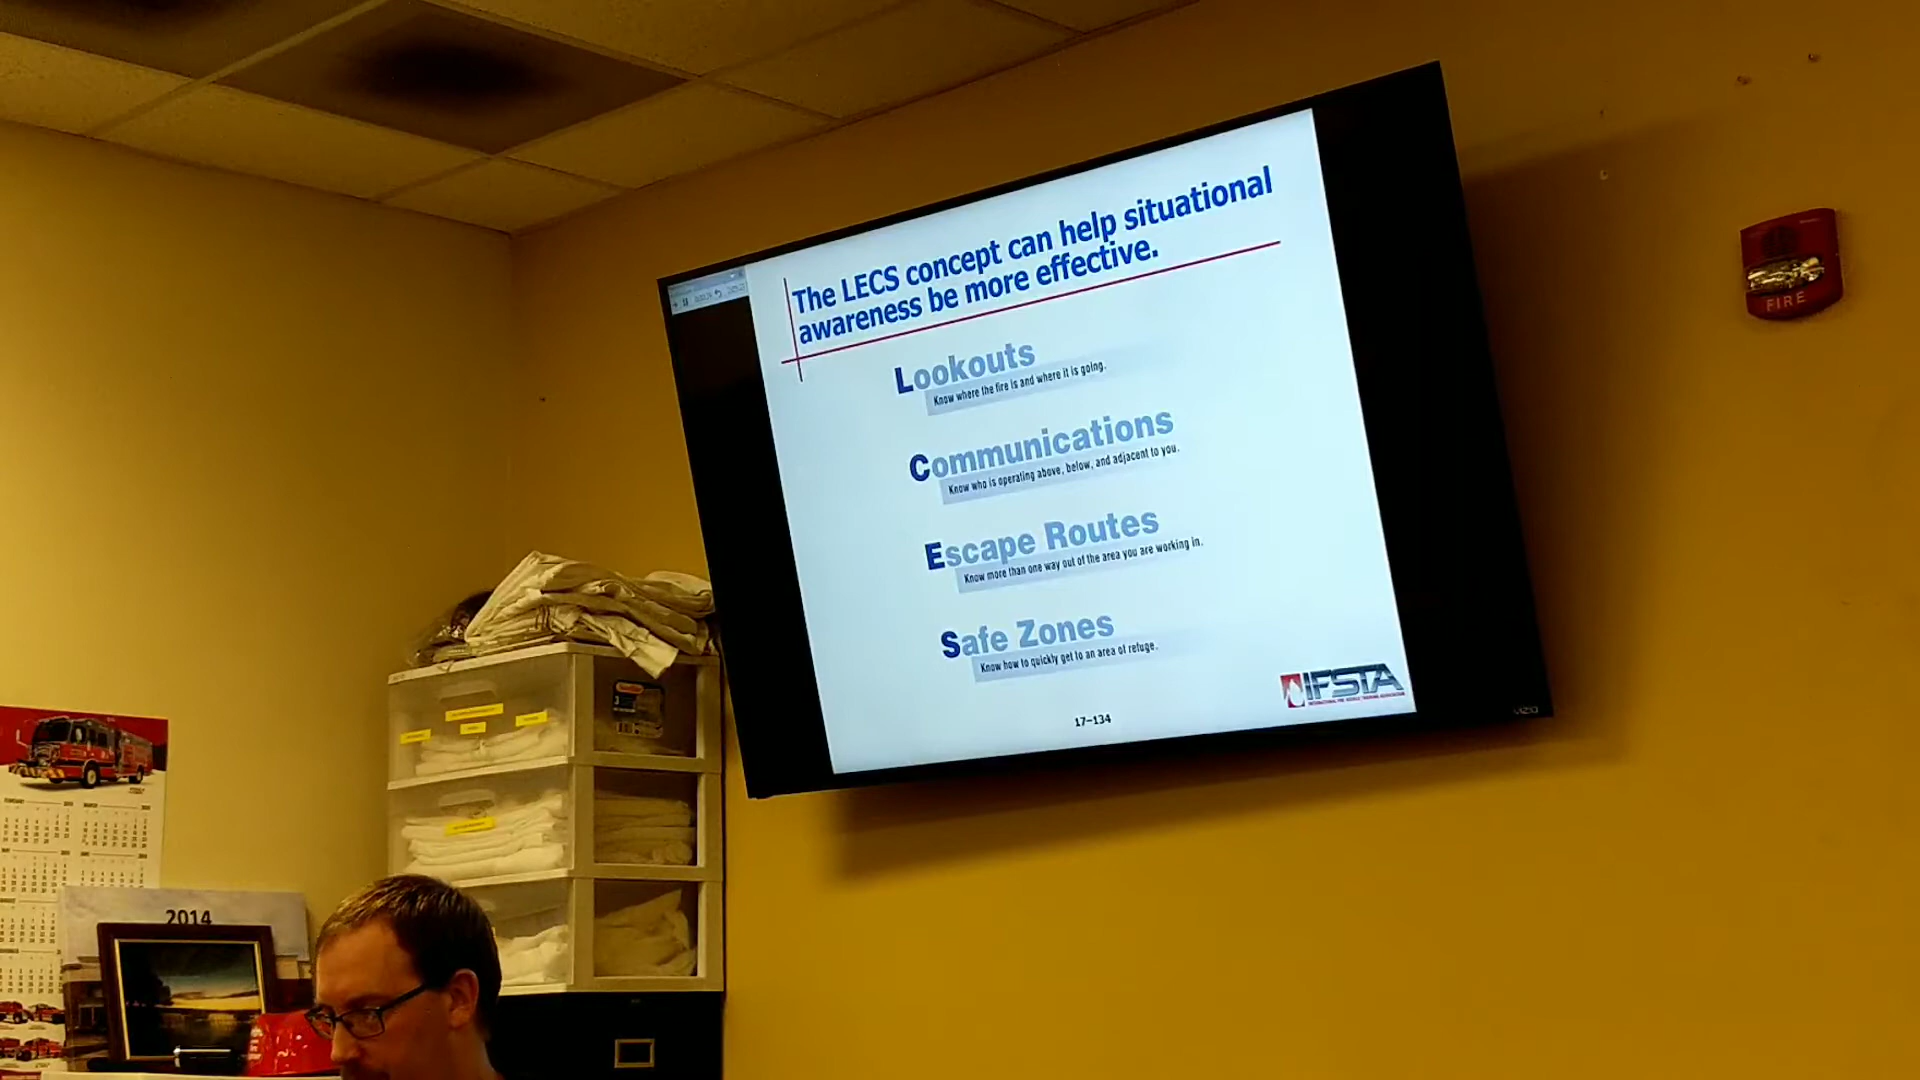 The LECS concept can help situational
awareness be more effective.
Lookouts
Know where the fire is and where it is going.
Communications
Know who is operating above, below, and adjacent to you.
Escape Routes
Know more than one way out of the area you are working in.
Safe Zones
Know how to quickly get to an area of refuge.
17-134
IFSTA
VIZIO
FIRE
2014